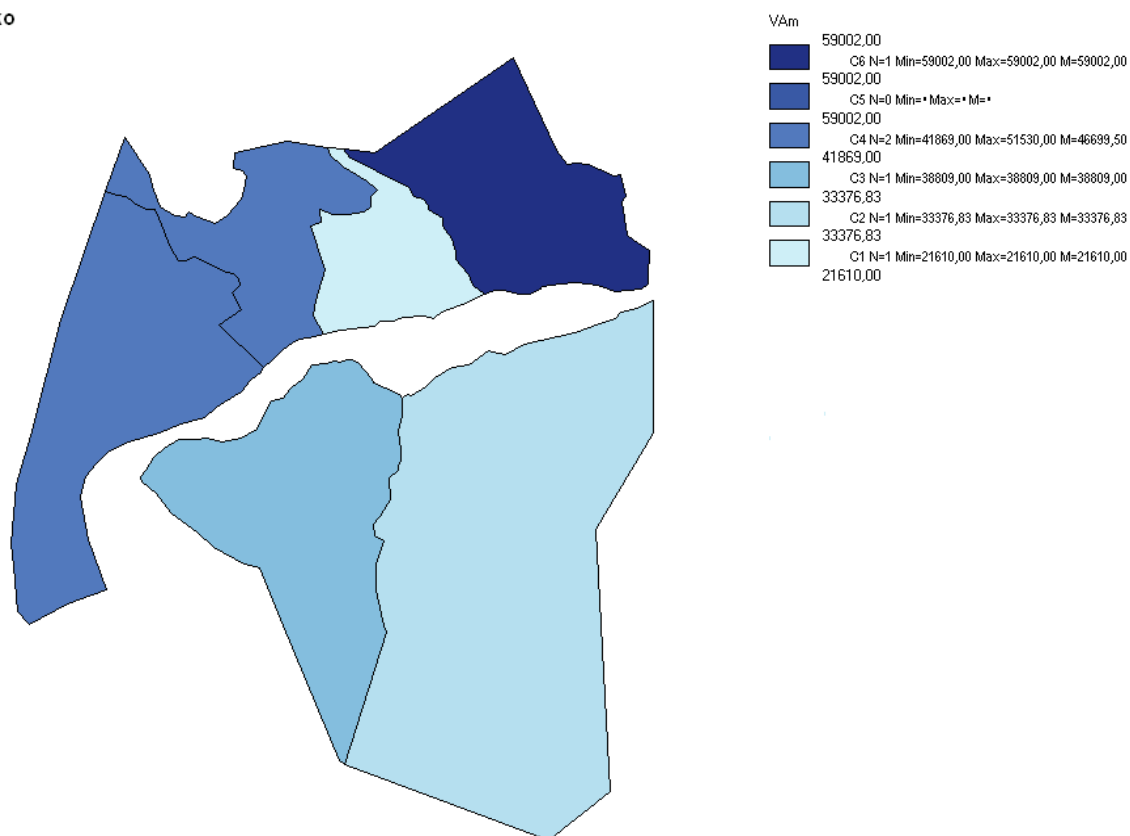 VAm
59002,00
C6 N=1 Min=59002,00 Max=59002,00 M=59002,00
59002,00
C5 N=0 Min=• Max=• M=•
59002,00
C4 N=2 Min=41869,00 Max=51530,00 M=46699,50
41869,00
C3 N=1 Min=38809,00 Max=38809,00 M=38809,00
33376,83
C2 N=1 Min=33376,83 Max=33376,83 M=33376,83
33376,83
C1 N=1 Min=21610,00 Max=21610,00 M=21610,00
21610,00